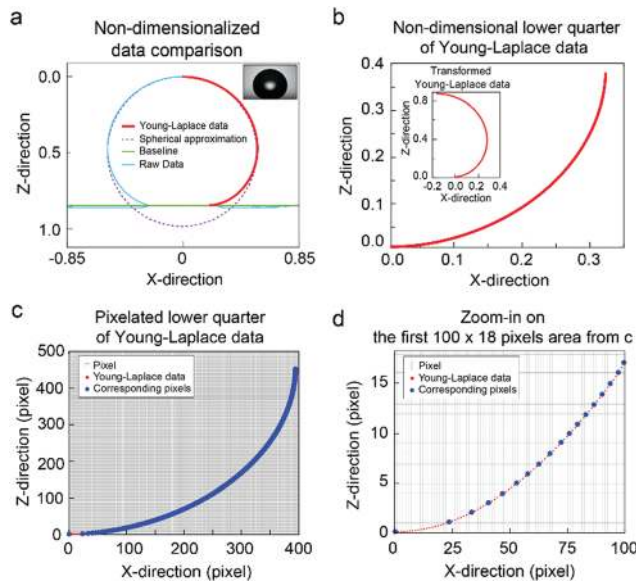 a
Non-dimensionalized
data comparison
Z-direction
0.0
0.5
1.0
Young-Laplace data
Spherical approximation
Baseline
Raw Data
-0.85
0
0.85
X-direction
b
Non-dimensional lower quarter
of Young-Laplace data
Z-direction
0.4
0.3
0.2
0.1
0.0
Transformed
Young-Laplace data
Z-direction
0.8
0.4
0.0
-0.2
0.0
0.4
X-direction
0.0
0.1
0.2
0.3
X-direction
c
Pixelated lower quarter
of Young-Laplace data
Z-direction (pixel)
500
400
300
200
100
0
Pixel
Young-Laplace data
Corresponding pixels
0
100
200
300
400
X-direction (pixel)
d
Zoom-in on
the first 100 x 18 pixels area from c
Z-direction (pixel)
15
10
5
0
Pixel
Young-Laplace data
Corresponding pixels
0
25
50
75
100
X-direction (pixel)